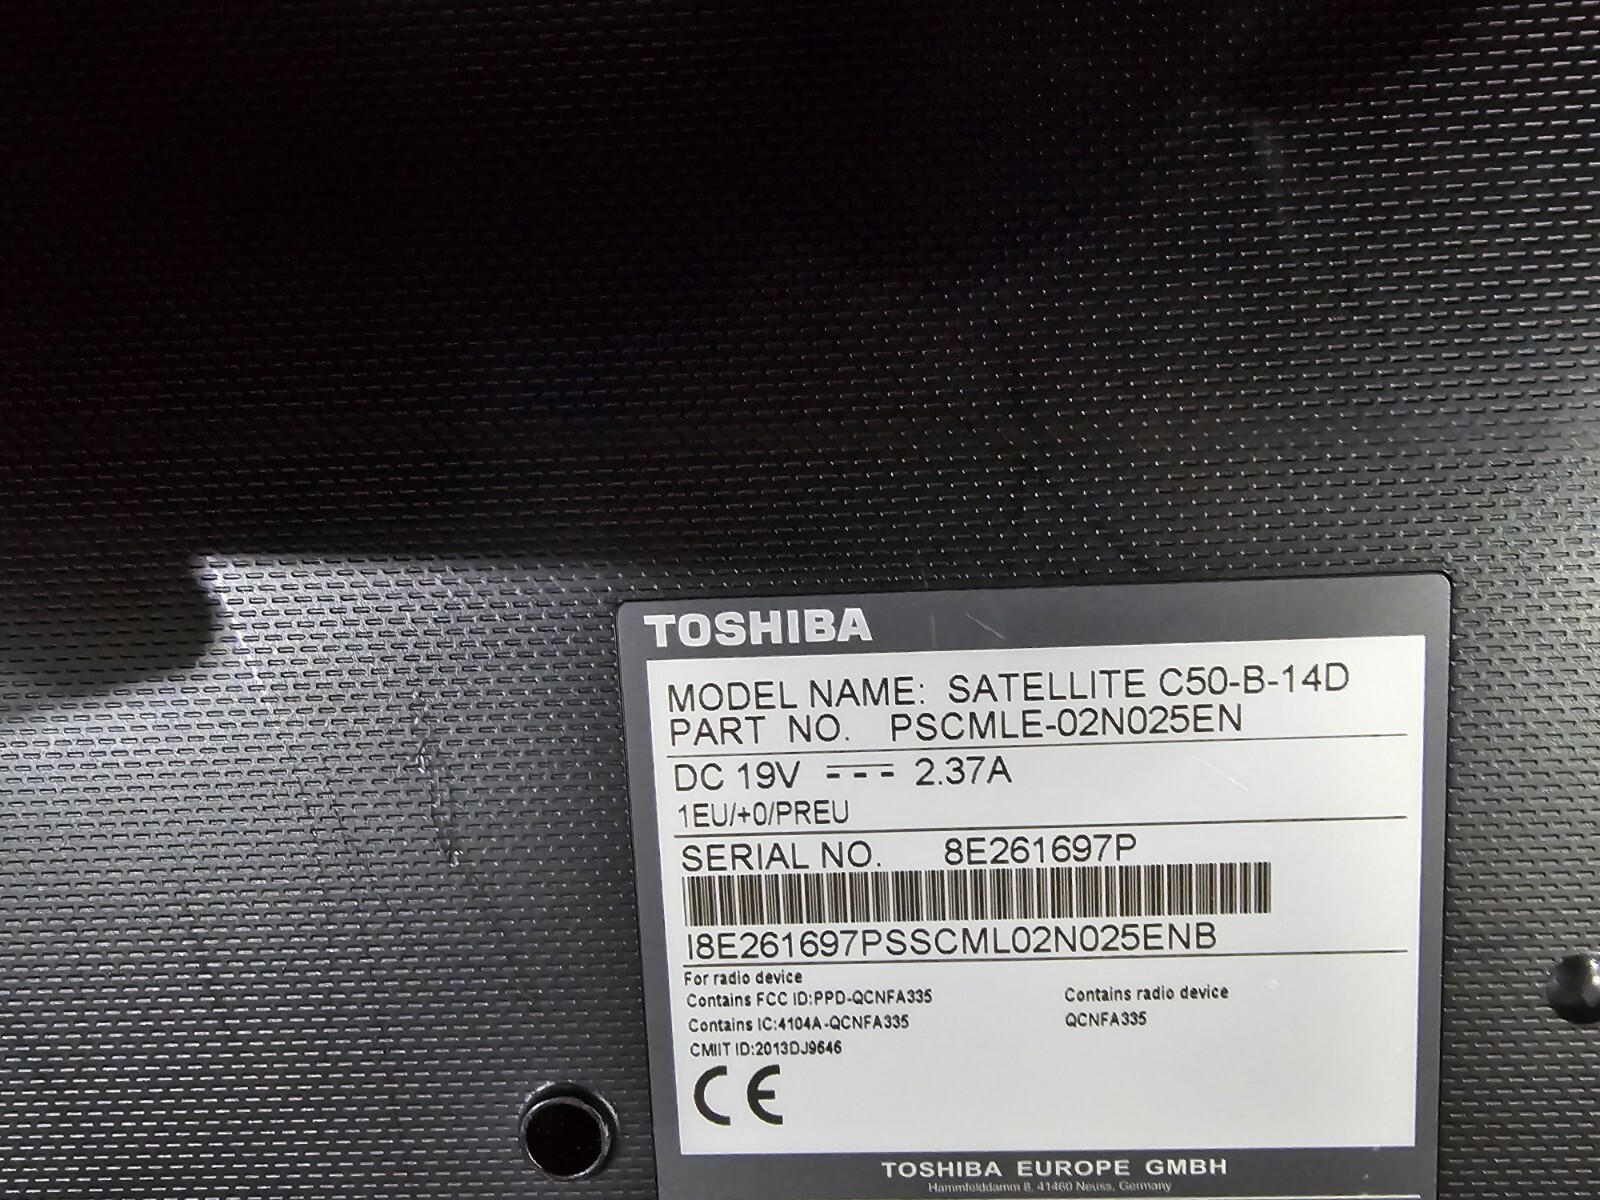 TOSHIBA
MODEL NAME: SATELLITE C50-B-14D
PART NO. PSCMLE-02N025EN
DC 19V 2.37A
1EU/+0/PREU
SERIAL NO. 8E261697P
I8E261697PSSCML02N025ENB
For radio device
Contains FCC ID:PPD-QCNFA335
Contains IC:4104A-QCNFA335
CMIIT ID:2013DJ9646
Contains radio device
QCNFA335
CE
TOSHIBA EUROPE GMBH
Hammfelddamm 8, 41460 Neuss, Germany